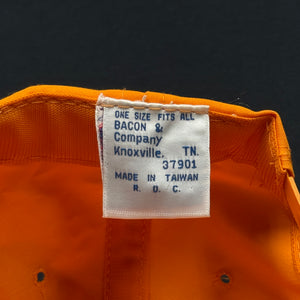 ONE SIZE FITS ALL
BACON &
Company
Knoxville, TN.
37901
MADE IN TAIWAN
R. O. C.